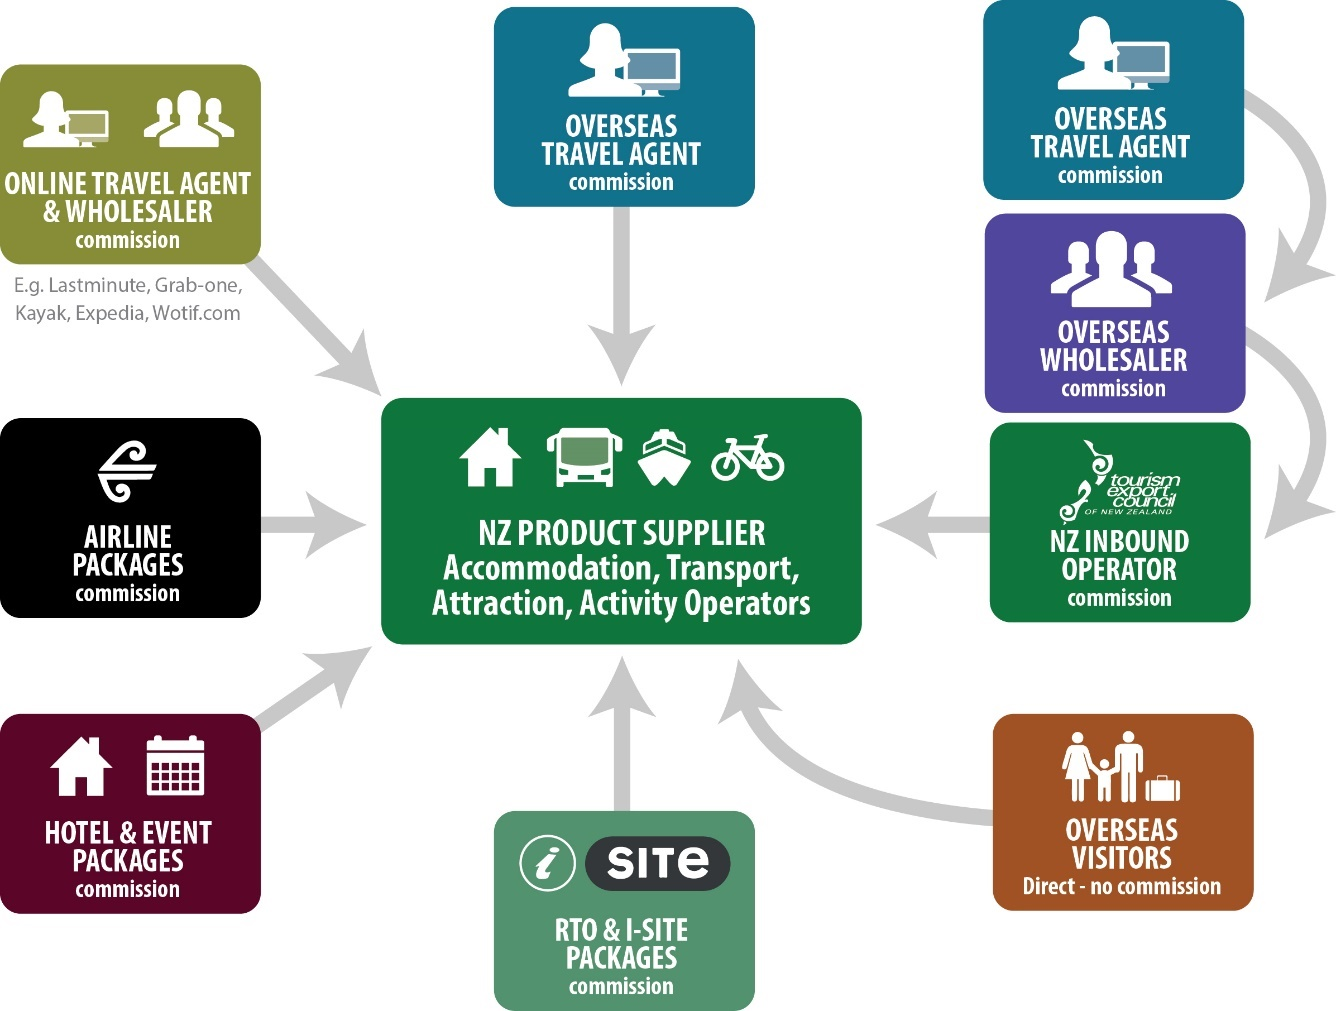 OVERSEAS
TRAVEL AGENT
commission
OVERSEAS
TRAVEL AGENT
commission
ONLINE TRAVEL AGENT
& WHOLESALER
commission
E.g. Lastminute, Grab-one,
Kayak, Expedia, Wotif.com
OVERSEAS
WHOLESALER
commission
AIRLINE
PACKAGES
commission
NZ PRODUCT SUPPLIER
Accommodation, Transport,
Attraction, Activity Operators
tourism
export
council
OF NEW ZEALAND
NZ INBOUND
OPERATOR
commission
HOTEL & EVENT
PACKAGES
commission
i SITE
RTO & I-SITE
PACKAGES
commission
OVERSEAS
VISITORS
Direct - no commission